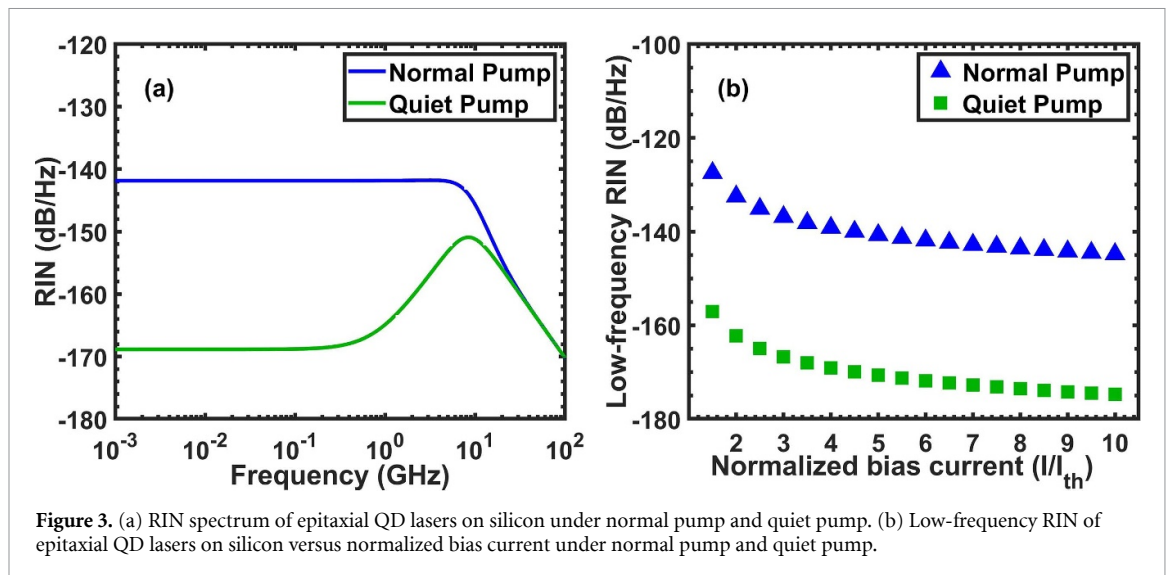 -120
-130
-140
-150
-160
-170
-180
RIN (dB/Hz)
(a)
Normal Pump
Quiet Pump
10^-3 10^-2 10^-1 10^0 10^1 10^2
Frequency (GHz)
-100
-120
-140
-160
-180
Low-frequency RIN (dB/Hz)
(b)
Normal Pump
Quiet Pump
2 3 4 5 6 7 8 9 10
Normalized bias current (I/I_th)
Figure 3. (a) RIN spectrum of epitaxial QD lasers on silicon under normal pump and quiet pump. (b) Low-frequency RIN of
epitaxial QD lasers on silicon versus normalized bias current under normal pump and quiet pump.